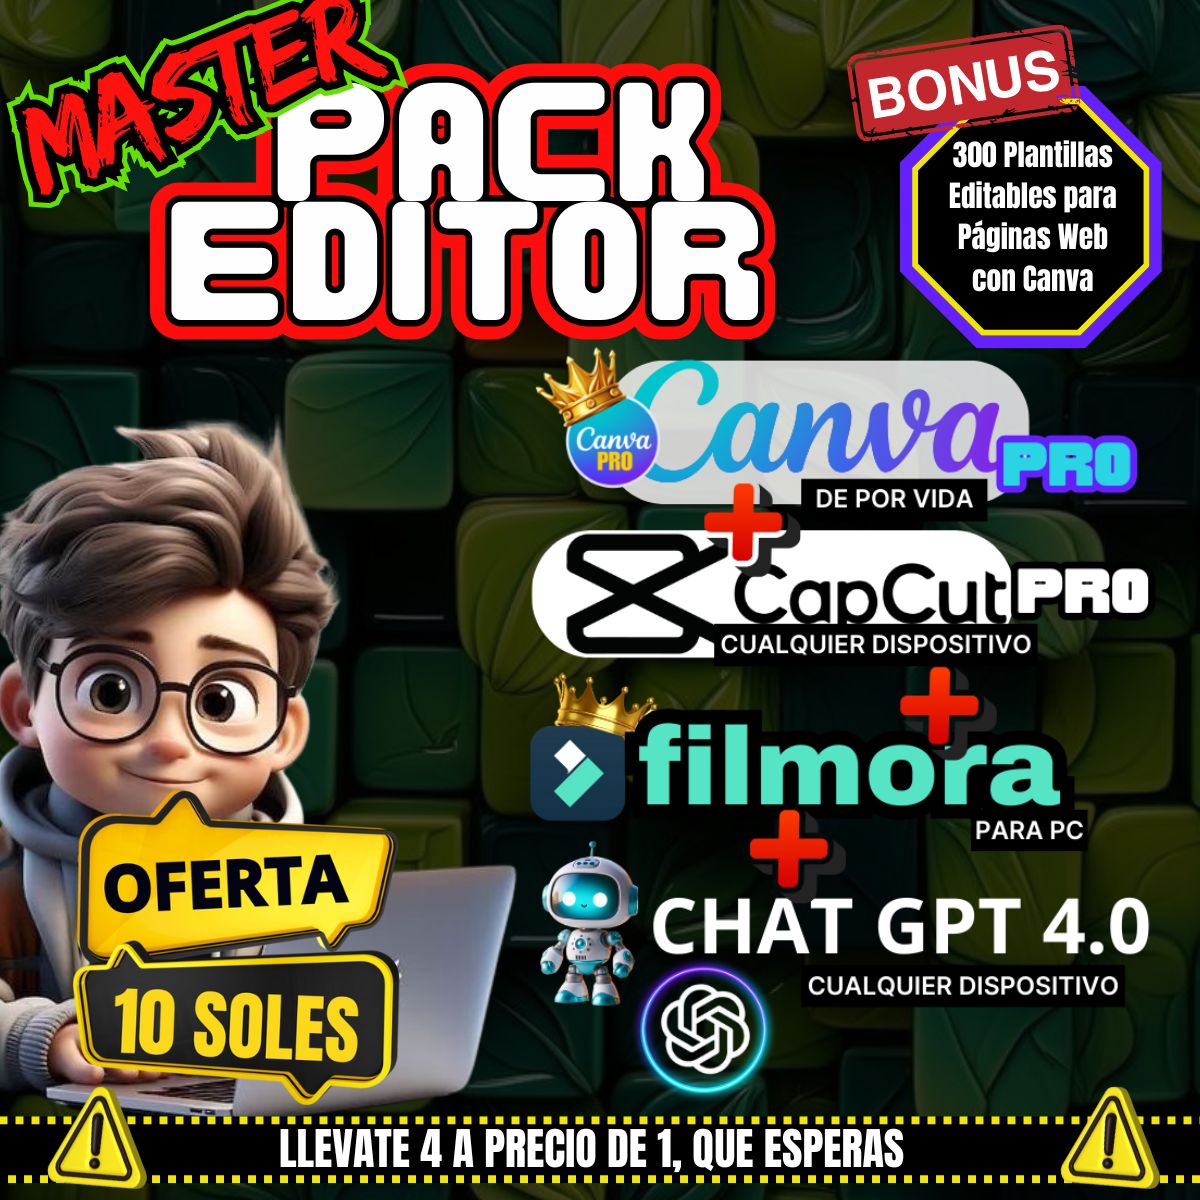 MASTER
PACK
EDITOR
BONUS
300 Plantillas
Editables para
Páginas Web
con Canva
Canva
PRO
Canva PRO
DE POR VIDA
CapCut PRO
CUALQUIER DISPOSITIVO
filmora
PARA PC
CHAT GPT 4.0
CUALQUIER DISPOSITIVO
OFERTA
10 SOLES
LLEVATE 4 A PRECIO DE 1, QUE ESPERAS